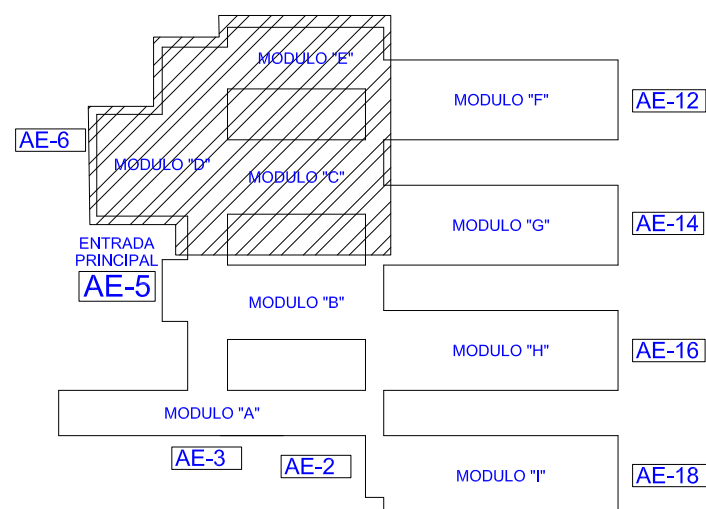 MODULO "E"
MODULO "F"
AE-12
AE-6
MODULO "D"
MODULO "C"
MODULO "G"
AE-14
ENTRADA
PRINCIPAL
AE-5
MODULO "B"
MODULO "H"
AE-16
MODULO "A"
AE-3
AE-2
MODULO "I"
AE-18